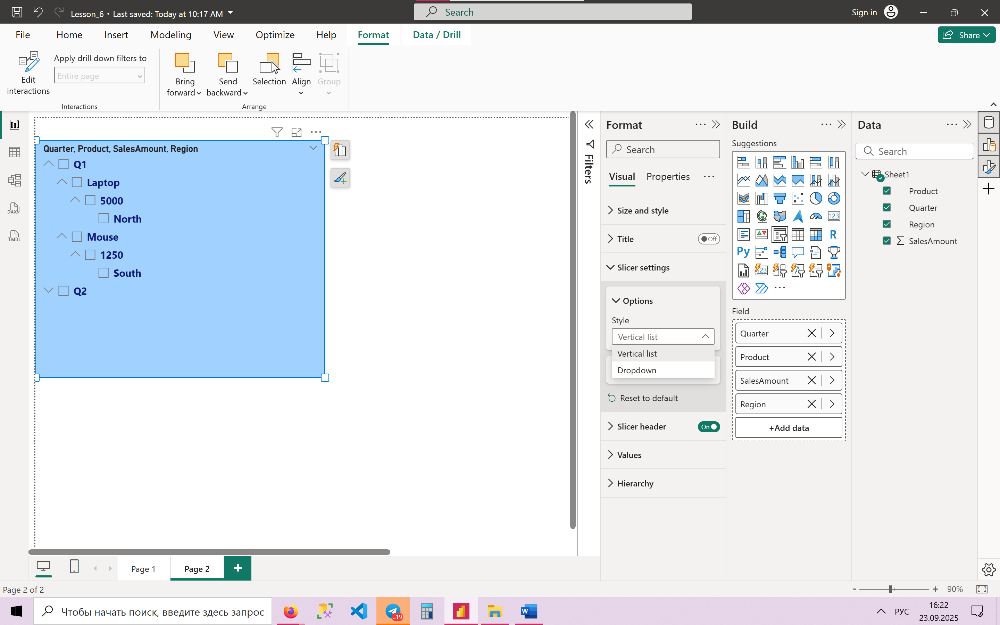 Lesson_6 • Last saved: Today at 10:17 AM
Search
Sign in
File Home Insert Modeling View Optimize Help Format Data / Drill
Share
Edit interactions
Apply drill down filters to
Entire page
Interactions
Bring forward
Send backward
Selection
Align
Group
Arrange
DAX
TMDL
Quarter, Product, SalesAmount, Region
Q1
Laptop
5000
North
Mouse
1250
South
Q2
Filters
Format
Search
Visual Properties
Size and style
Title Off
Slicer settings
Options
Style
Vertical list
Vertical list
Dropdown
Reset to default
Slicer header On
Values
Hierarchy
Build
Suggestions
123
R
Py
123
Field
Quarter
Product
SalesAmount
Region
+Add data
Data
Search
Sheet1
Product
Quarter
Region
Σ SalesAmount
Page 1
Page 2
+
Page 2 of 2
- + 90%
Чтобы начать поиск, введите здесь запрос
..19
W
РУС
16:22
23.09.2025